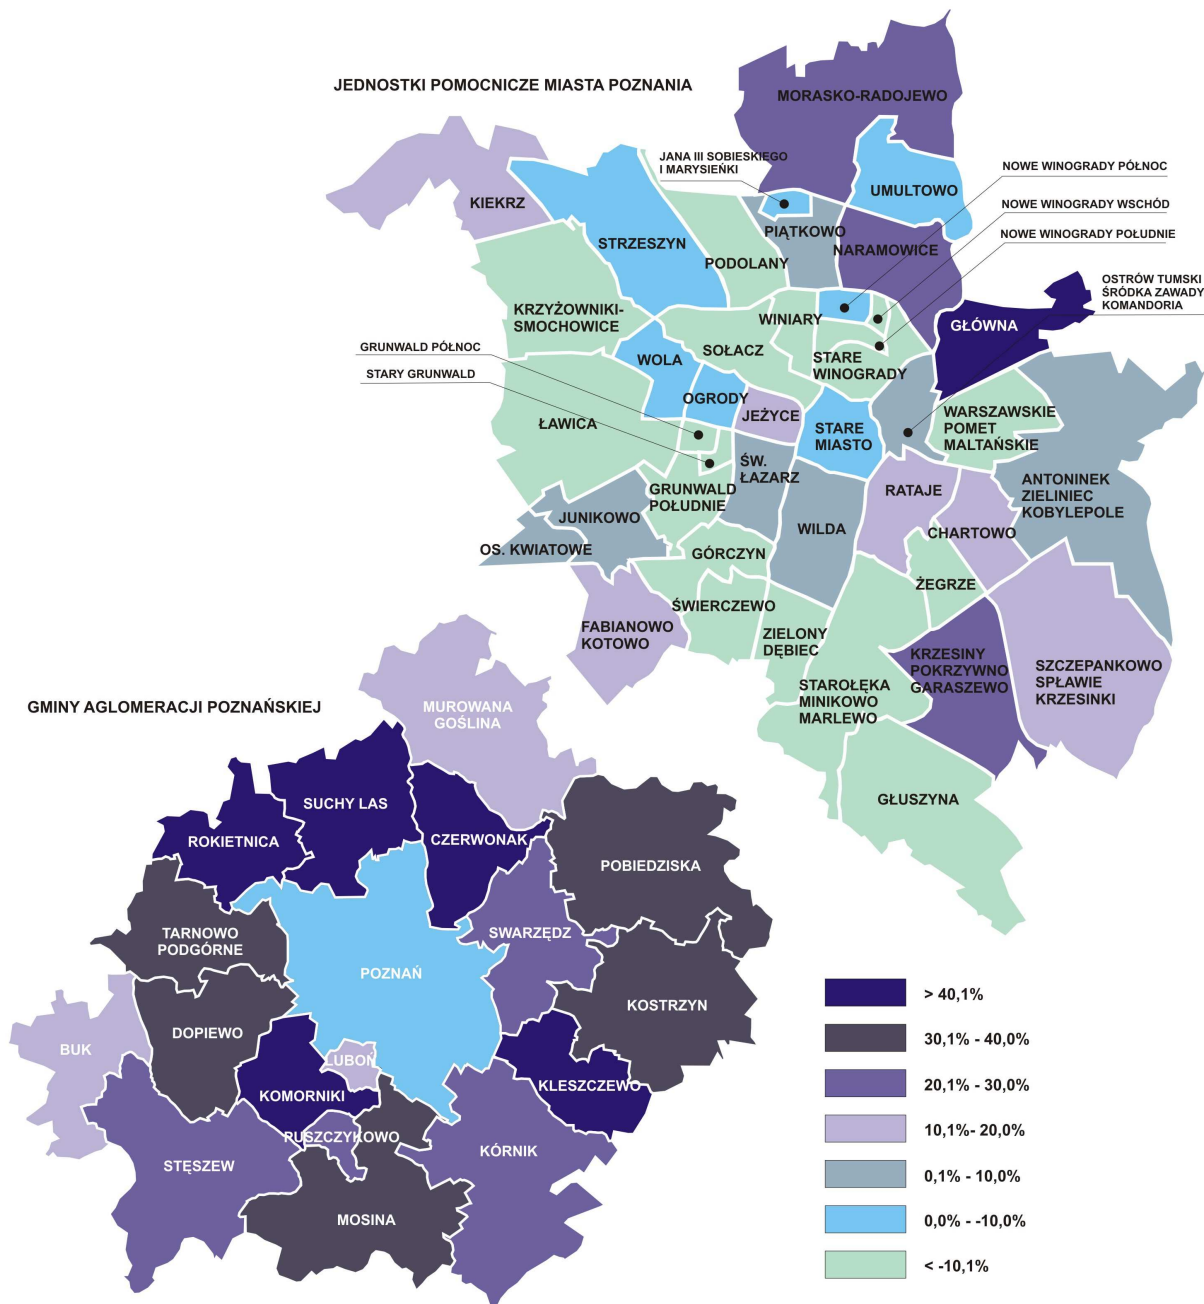 JEDNOSTKI POMOCNICZE MIASTA POZNANIA
MORASKO-RADOJEWO
JANA III SOBIESKIEGO
I MARYSIEŃKI
NOWE WINOGRADY PÓŁNOC
UMULTOWO
KIEKRZ
NOWE WINOGRADY WSCHÓD
PIĄTKOWO
NOWE WINOGRADY POŁUDNIE
STRZESZYN
NARAMOWICE
PODOLANY
OSTRÓW TUMSKI
ŚRÓDKA ZAWADY
KOMANDORIA
KRZYŻOWNIKI-
SMOCHOWICE
WINIARY
GŁÓWNA
GRUNWALD PÓŁNOC
WOLA
SOŁACZ
STARE
WINOGRADY
STARY GRUNWALD
OGRODY
JEŻYCE
ŁAWICA
STARE
MIASTO
WARSZAWSKIE
POMET
MALTAŃSKIE
ŚW.
ŁAZARZ
GRUNWALD
POŁUDNIE
RATAJE
ANTONINEK
ZIELINIEC
KOBYLEPOLE
JUNIKOWO
WILDA
CHARTOWO
OS. KWIATOWE
GÓRCZYN
ŻEGRZE
ŚWIERCZEWO
FABIANOWO
KOTOWO
ZIELONY
DĘBIEC
KRZESINY
POKRZYWNO
GARASZEWO
SZCZEPANKOWO
SPŁAWIE
KRZESINKI
STAROŁĘKA
MINIKOWO
MARLEWO
GŁUSZYNA
GMINY AGLOMERACJI POZNAŃSKIEJ
MUROWANA
GOŚLINA
SUCHY LAS
ROKIETNICA
CZERWONAK
POBIEDZISKA
TARNOWO
PODGÓRNE
SWARZĘDZ
POZNAŃ
KOSTRZYN
DOPIEWO
BUK
LUBOŃ
KLESZCZEWO
KOMORNIKI
PUSZCZYKOWO
KÓRNIK
STĘSZEW
MOSINA
> 40,1%
30,1% - 40,0%
20,1% - 30,0%
10,1%- 20,0%
0,1% - 10,0%
0,0% - -10,0%
< -10,1%